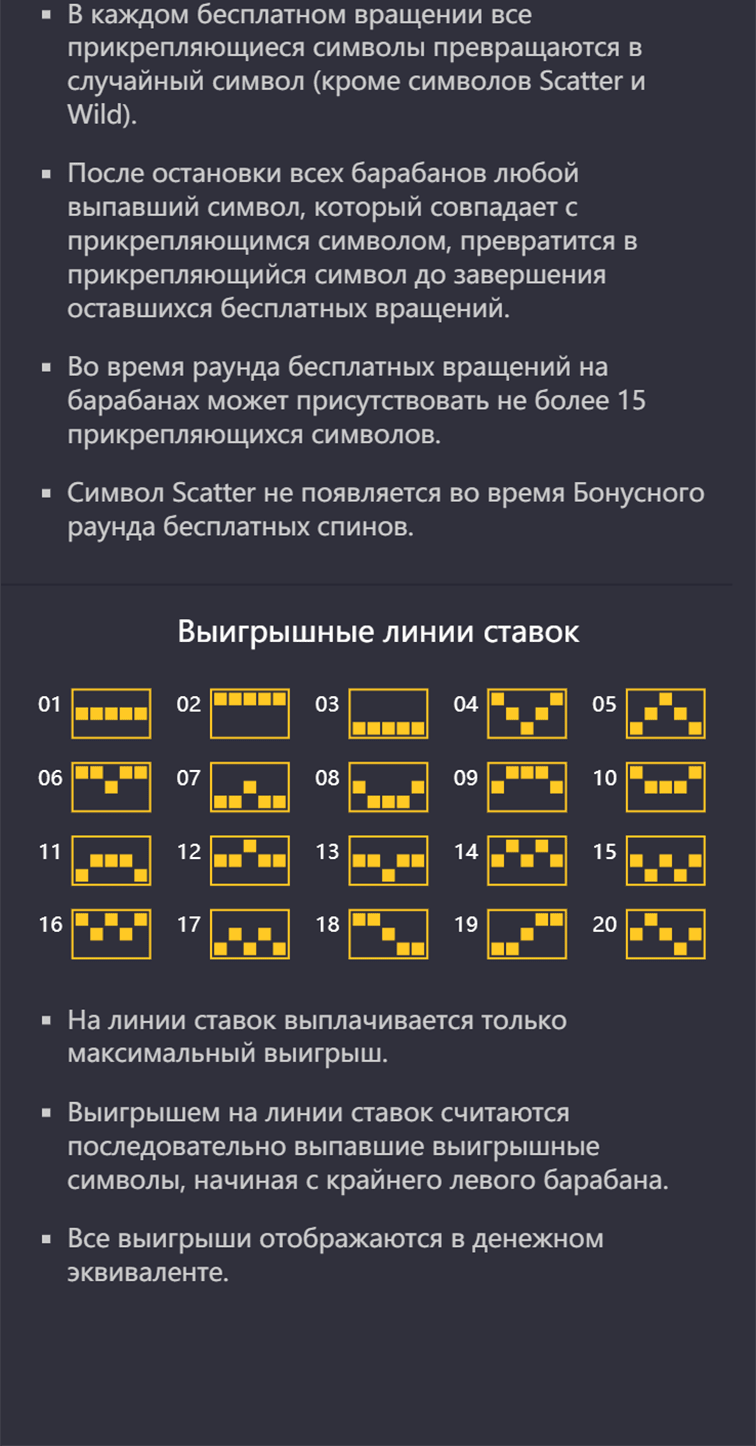 ▪ В каждом бесплатном вращении все
прикрепляющиеся символы превращаются в
случайный символ (кроме символов Scatter и
Wild).
▪ После остановки всех барабанов любой
выпавший символ, который совпадает с
прикрепляющимся символом, превратится в
прикрепляющийся символ до завершения
оставшихся бесплатных вращений.
▪ Во время раунда бесплатных вращений на
барабанах может присутствовать не более 15
прикрепляющихся символов.
▪ Символ Scatter не появляется во время Бонусного
раунда бесплатных спинов.
Выигрышные линии ставок
01 02 03 04 05
06 07 08 09 10
11 12 13 14 15
16 17 18 19 20
▪ На линии ставок выплачивается только
максимальный выигрыш.
▪ Выигрышем на линии ставок считаются
последовательно выпавшие выигрышные
символы, начиная с крайнего левого барабана.
▪ Все выигрыши отображаются в денежном
эквиваленте.